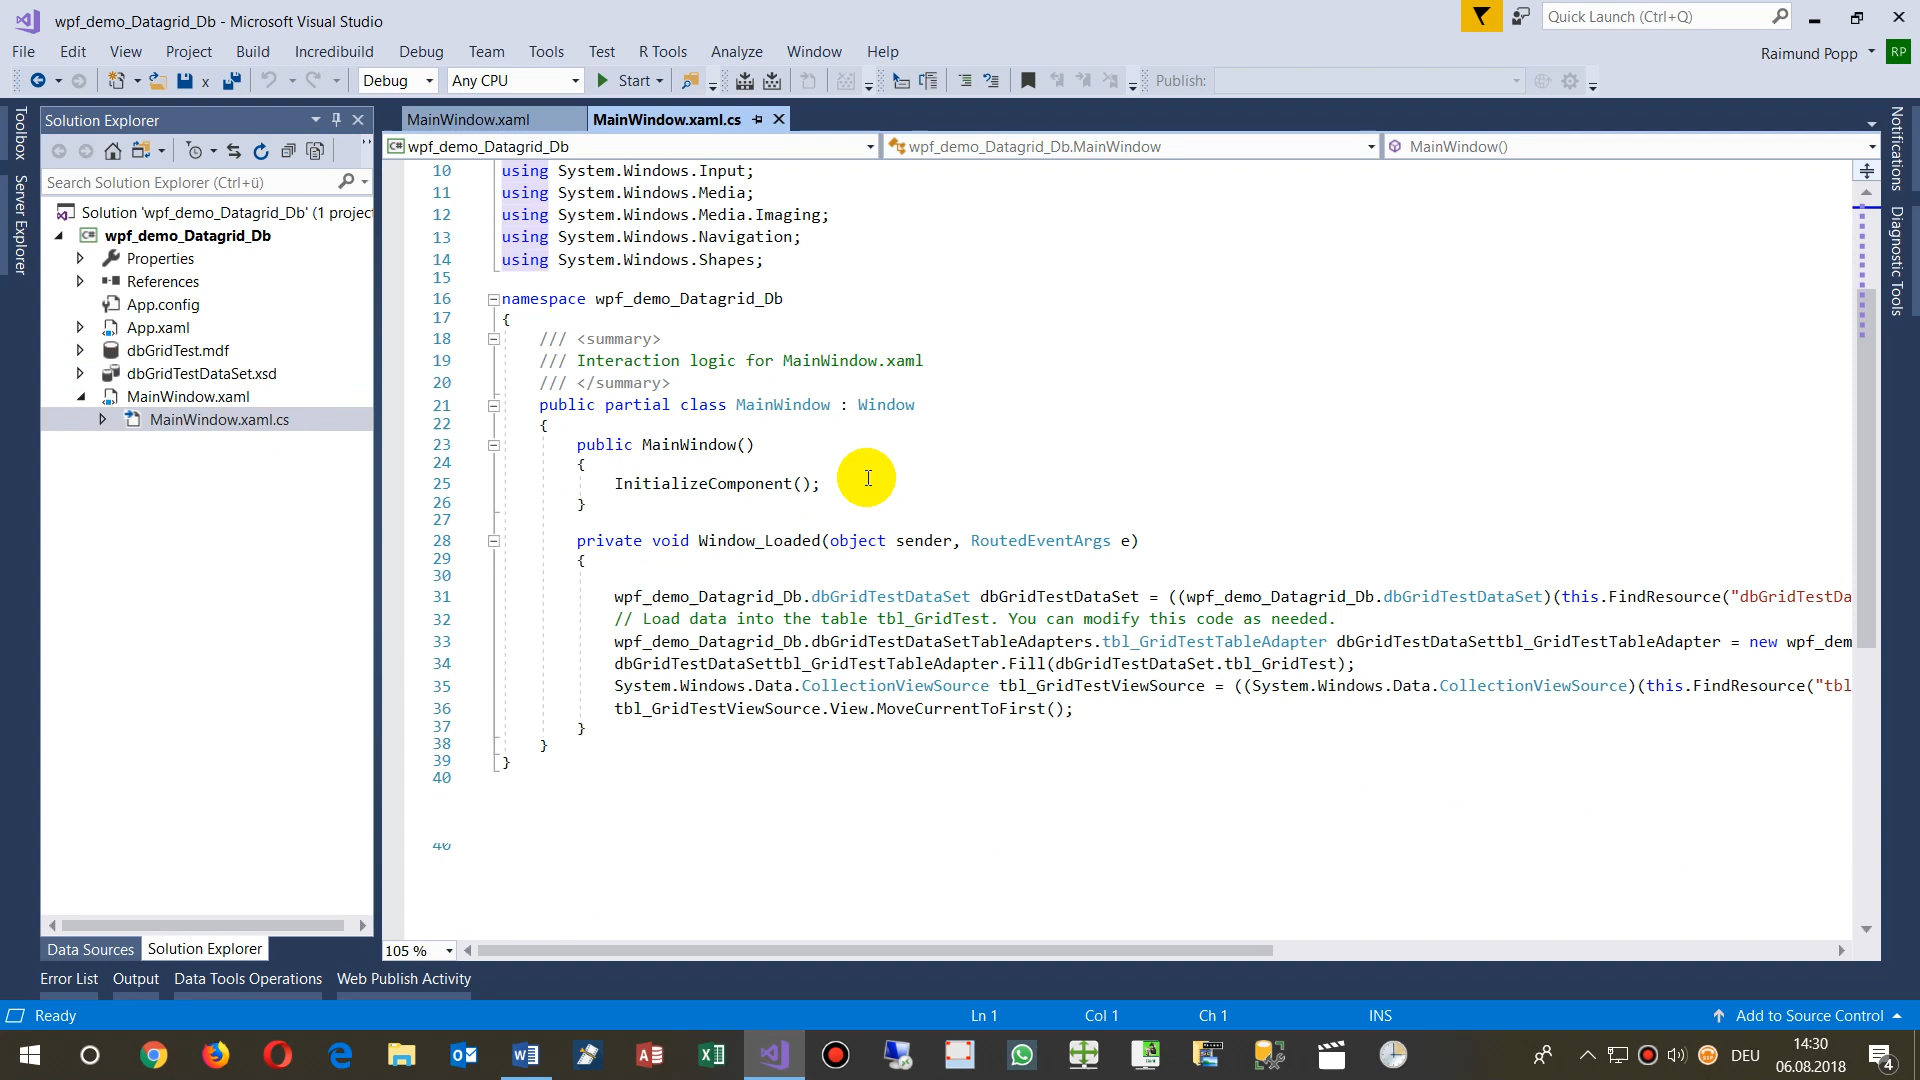 wpf_demo_Datagrid_Db - Microsoft Visual Studio
Quick Launch (Ctrl+Q)
File Edit View Project Build Incredibuild Debug Team Tools Test R Tools Analyze Window Help
Raimund Popp RP
Debug Any CPU Start Publish:
Toolbox
Server Explorer
Notifications
Diagnostic Tools
Solution Explorer
Search Solution Explorer (Ctrl+ü)
Solution 'wpf_demo_Datagrid_Db' (1 project
wpf_demo_Datagrid_Db
Properties
References
App.config
App.xaml
dbGridTest.mdf
dbGridTestDataSet.xsd
MainWindow.xaml
MainWindow.xaml.cs
Data Sources Solution Explorer
MainWindow.xaml MainWindow.xaml.cs
wpf_demo_Datagrid_Db wpf_demo_Datagrid_Db.MainWindow MainWindow()
10 using System.Windows.Input;
11 using System.Windows.Media;
12 using System.Windows.Media.Imaging;
13 using System.Windows.Navigation;
14 using System.Windows.Shapes;
15
16 namespace wpf_demo_Datagrid_Db
17 {
18 /// <summary>
19 /// Interaction logic for MainWindow.xaml
20 /// </summary>
21 public partial class MainWindow : Window
22 {
23 public MainWindow()
24 {
25 InitializeComponent();
26 }
27
28 private void Window_Loaded(object sender, RoutedEventArgs e)
29 {
30
31 wpf_demo_Datagrid_Db.dbGridTestDataSet dbGridTestDataSet = ((wpf_demo_Datagrid_Db.dbGridTestDataSet)(this.FindResource("dbGridTestDa
32 // Load data into the table tbl_GridTest. You can modify this code as needed.
33 wpf_demo_Datagrid_Db.dbGridTestDataSetTableAdapters.tbl_GridTestTableAdapter dbGridTestDataSettbl_GridTestTableAdapter = new wpf_dem
34 dbGridTestDataSettbl_GridTestTableAdapter.Fill(dbGridTestDataSet.tbl_GridTest);
35 System.Windows.Data.CollectionViewSource tbl_GridTestViewSource = ((System.Windows.Data.CollectionViewSource)(this.FindResource("tbl
36 tbl_GridTestViewSource.View.MoveCurrentToFirst();
37 }
38 }
39 }
40
40
105 %
Error List Output Data Tools Operations Web Publish Activity
Ready Ln 1 Col 1 Ch 1 INS Add to Source Control
DEU 14:30
06.08.2018
4